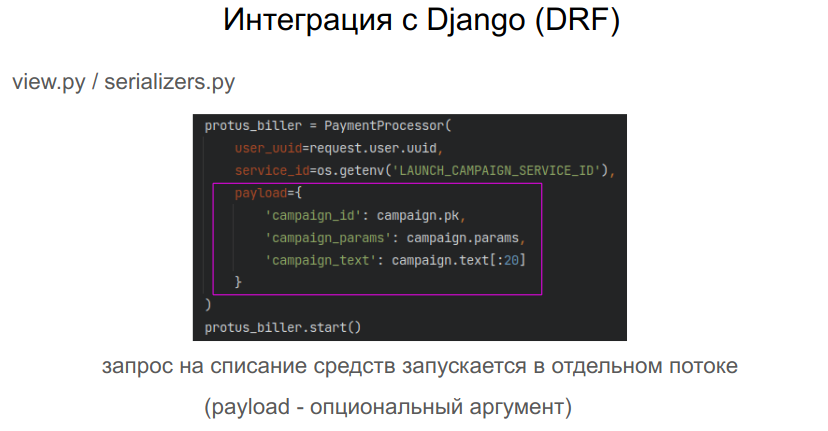 Интеграция с Django (DRF)
view.py / serializers.py
protus_biller = PaymentProcessor(
    user_uuid=request.user.uuid,
    service_id=os.getenv('LAUNCH_CAMPAIGN_SERVICE_ID'),
    payload={
        'campaign_id': campaign.pk,
        'campaign_params': campaign.params,
        'campaign_text': campaign.text[:20]
    }
)
protus_biller.start()
запрос на списание средств запускается в отдельном потоке
(payload - опциональный аргумент)